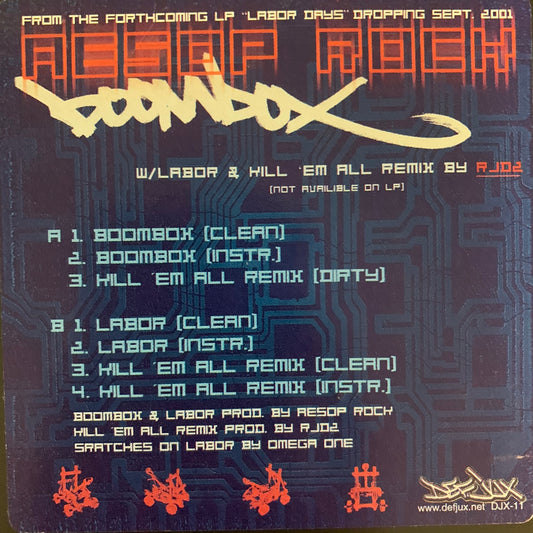 FROM THE FORTHCOMING LP "LABOR DAYS" DROPPING SEPT. 2001
AESOP ROCK
BOOMBOX
W/LABOR & KILL 'EM ALL REMIX BY RJD2
(NOT AVAILIBLE ON LP)
A 1. BOOMBOX (CLEAN)
2. BOOMBOX (INSTR.)
3. KILL 'EM ALL REMIX (DIRTY)
B 1. LABOR (CLEAN)
2. LABOR (INSTR.)
3. KILL 'EM ALL REMIX (CLEAN)
4. KILL 'EM ALL REMIX (INSTR.)
BOOMBOX & LABOR PROD. BY AESOP ROCK
KILL 'EM ALL REMIX PROD. BY RJD2
SRATCHES ON LABOR BY OMEGA ONE
DEF JUX
www.defjux.net DJX-11